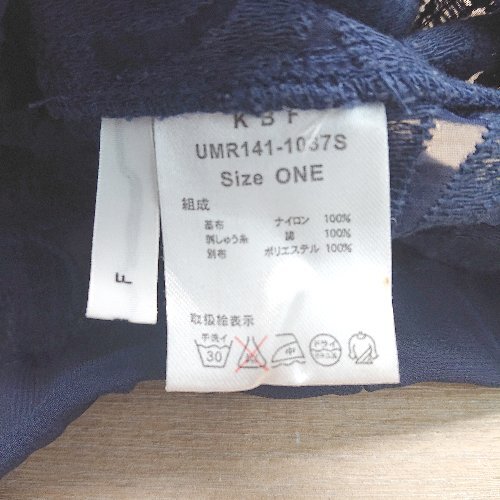 K B F
UMR141-1037S
Size ONE
組成
基布 ナイロン 100%
刺しゅう糸 綿 100%
別布 ポリエステル 100%
取扱絵表示
手洗イ
30
中
ドライ
F